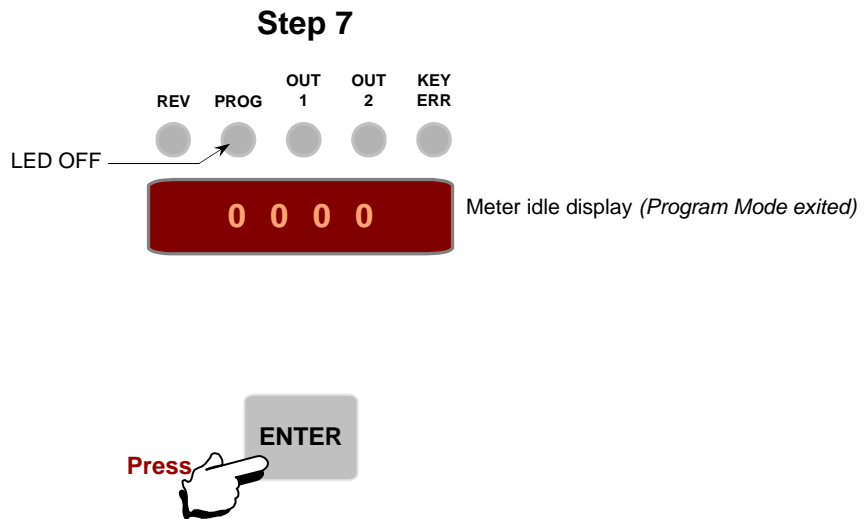 Step 7
OUT OUT KEY
REV PROG 1 2 ERR
LED OFF
0 0 0 0
Meter idle display (Program Mode exited)
ENTER
Press